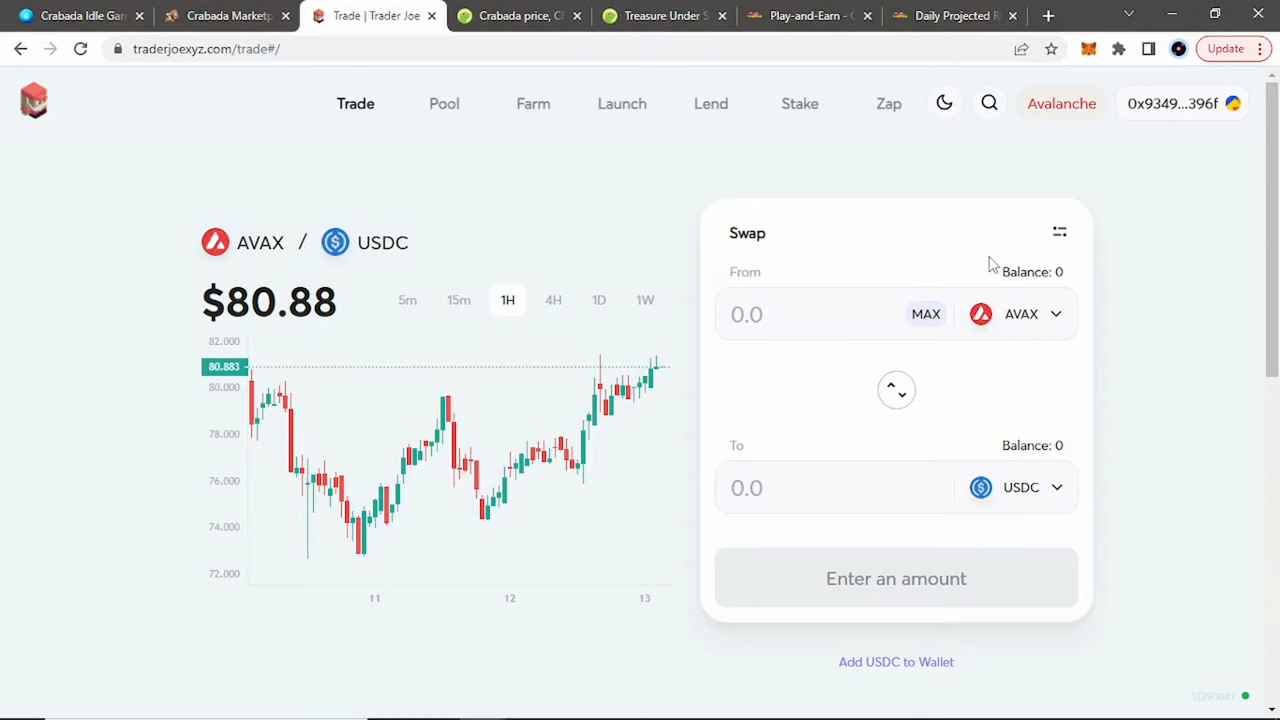 Crabada Idle Gar
Crabada Marketp
Trade | Trader Joe
Crabada price, C
Treasure Under S
Play-and-Earn - C
Daily Projected R
traderjoexyz.com/trade#/
Update
Trade
Pool
Farm
Launch
Lend
Stake
Zap
Avalanche
0x9349...396f
AVAX / USDC
$80.88
5m
15m
1H
4H
1D
1W
82.000
80.883
80.000
78.000
76.000
74.000
72.000
11
12
13
Swap
From
Balance: 0
0.0
MAX
AVAX
To
Balance: 0
0.0
USDC
Enter an amount
Add USDC to Wallet